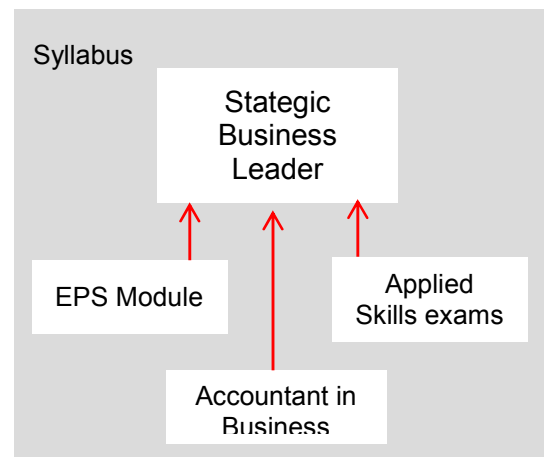 Syllabus
Stategic
Business
Leader
EPS Module
Applied
Skills exams
Accountant in
Business